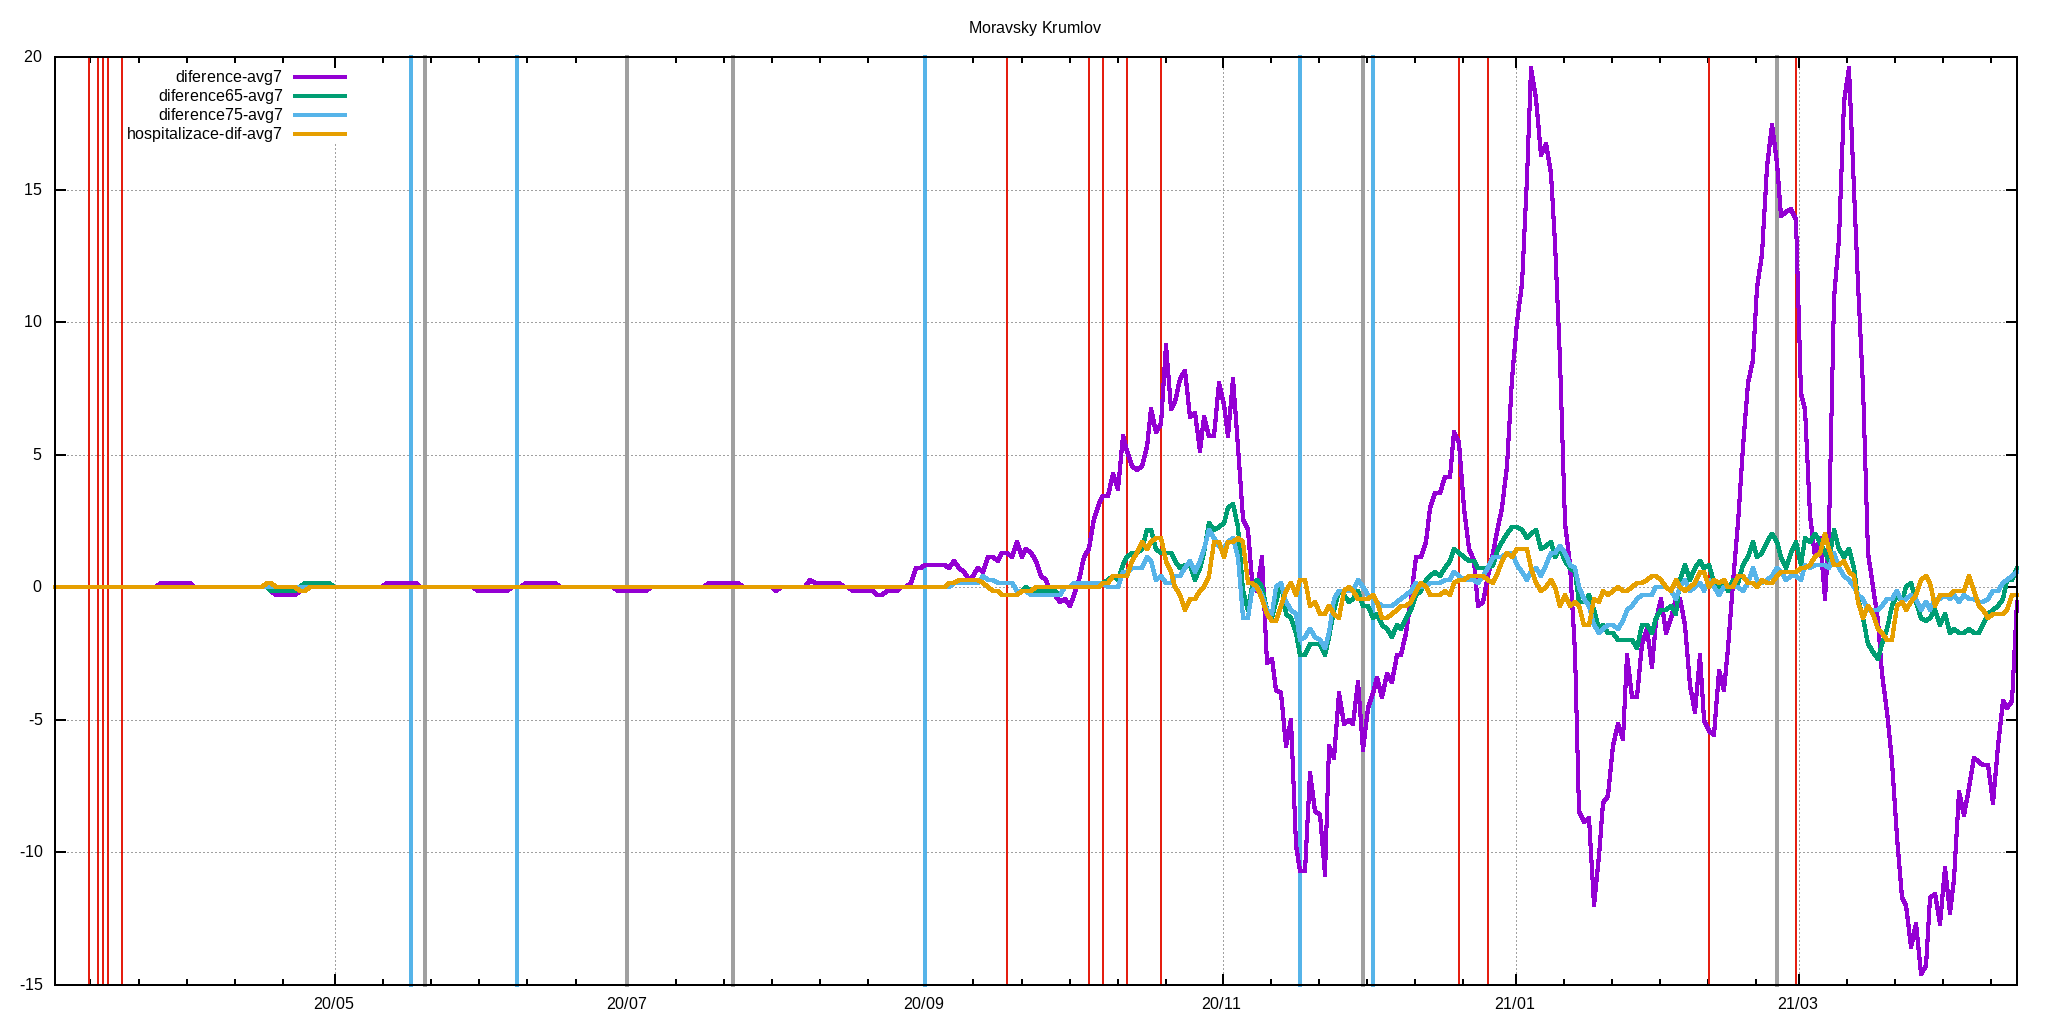 Moravsky Krumlov
diference-avg7
diference65-avg7
diference75-avg7
hospitalizace-dif-avg7
20
15
10
5
0
-5
-10
-15
20/05 20/07 20/09 20/11 21/01 21/03